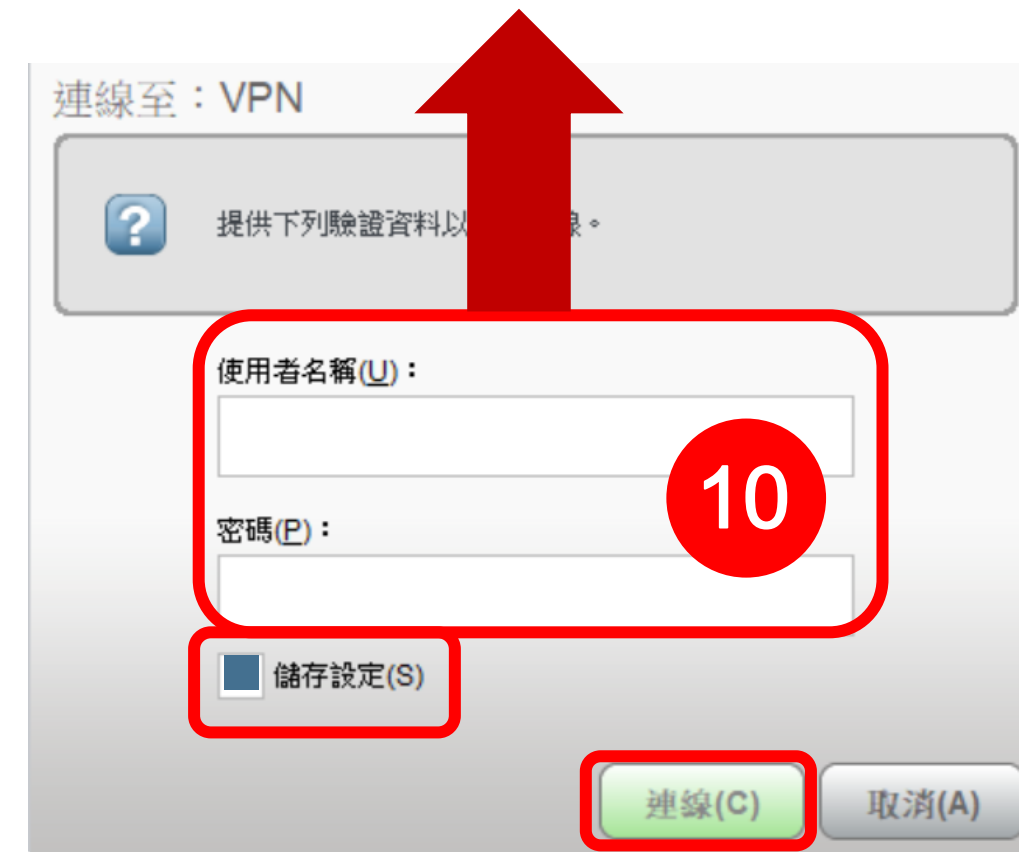 連線至：VPN
提供下列驗證資料以 線。
使用者名稱(U)：
10
密碼(P)：
儲存設定(S)
連線(C) 取消(A)